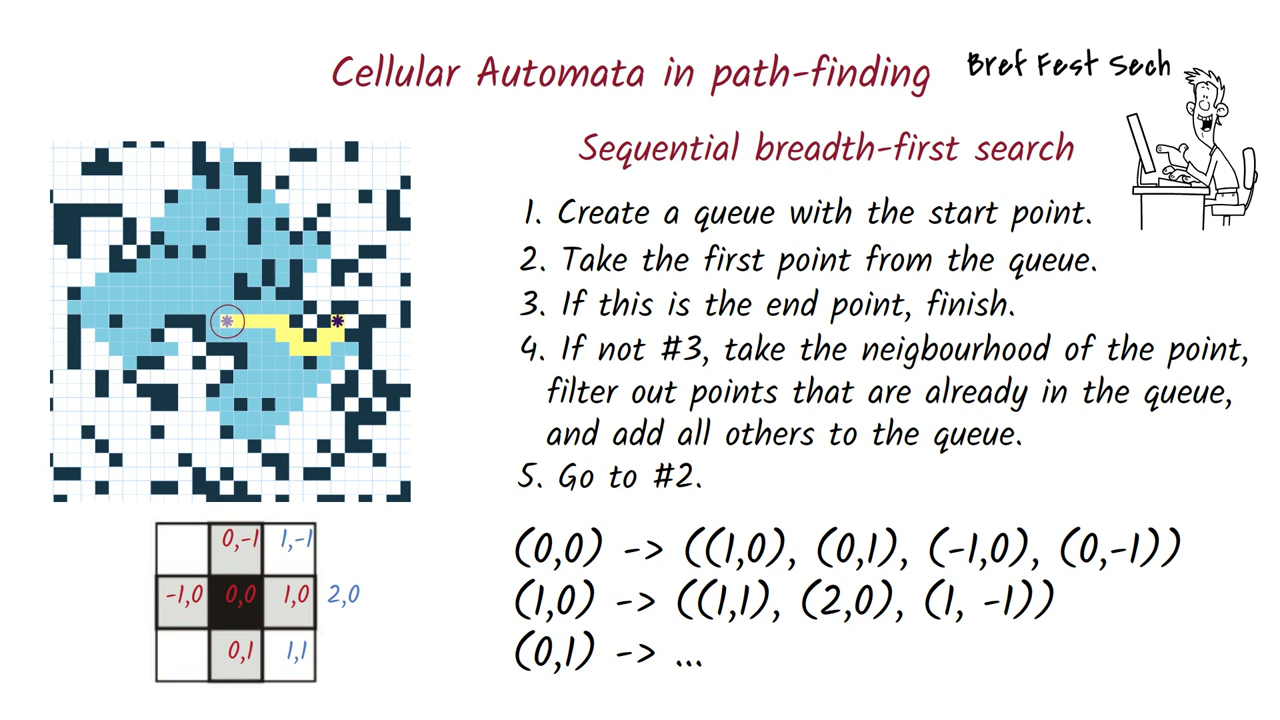 Cellular Automata in path-finding
Bref Fest Sech
Sequential breadth-first search
1. Create a queue with the start point.
2. Take the first point from the queue.
3. If this is the end point, finish.
4. If not #3, take the neigbourhood of the point,
filter out points that are already in the queue,
and add all others to the queue.
5. Go to #2.
(0,0) -> ((1,0), (0,1), (-1,0), (0,-1))
(1,0) -> ((1,1), (2,0), (1, -1))
(0,1) -> ...
0,-1 1,-1
-1,0 0,0 1,0 2,0
0,1 1,1